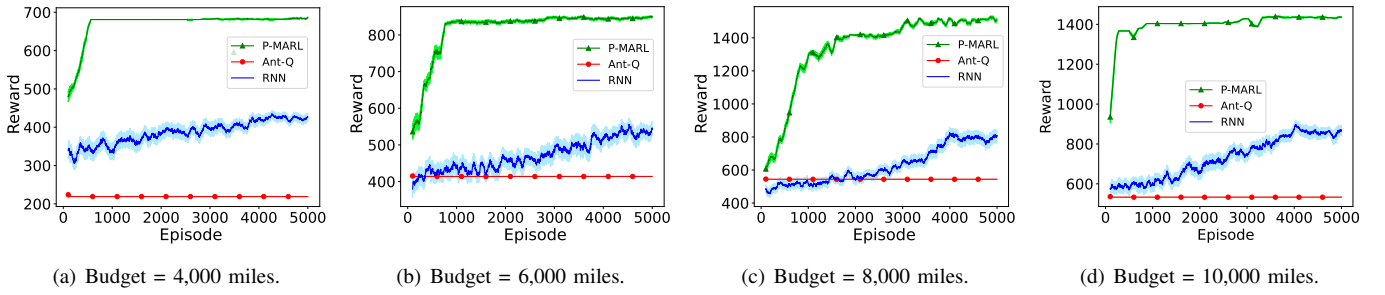 700
600
500
400
300
200
Reward
0 1000 2000 3000 4000 5000
Episode
P-MARL
Ant-Q
RNN
(a) Budget = 4,000 miles.
900
800
700
600
500
400
Reward
0 1000 2000 3000 4000 5000
Episode
P-MARL
Ant-Q
RNN
(b) Budget = 6,000 miles.
1400
1200
1000
800
600
400
Reward
0 1000 2000 3000 4000 5000
Episode
P-MARL
Ant-Q
RNN
(c) Budget = 8,000 miles.
1400
1200
1000
800
600
Reward
0 1000 2000 3000 4000 5000
Episode
P-MARL
Ant-Q
RNN
(d) Budget = 10,000 miles.